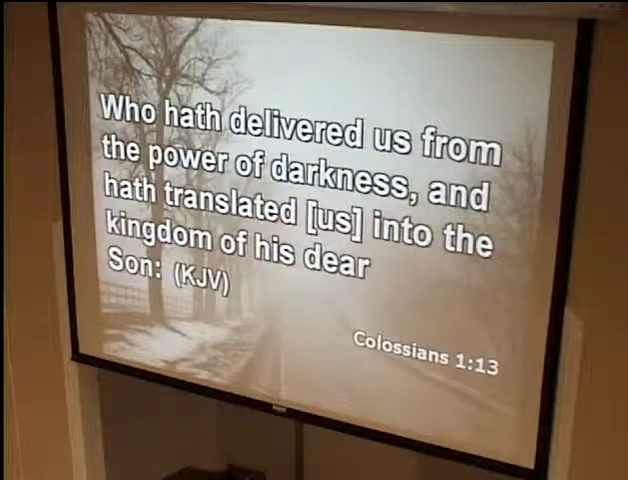 Who hath delivered us from
the power of darkness, and
hath translated [us] into the
kingdom of his dear
Son: (KJV)
Colossians 1:13